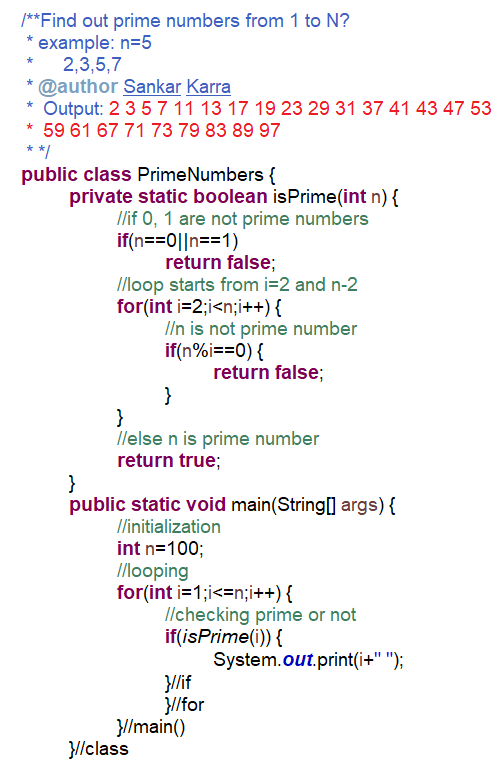 /**Find out prime numbers from 1 to N?
* example: n=5
* 2,3,5,7
* @author Sankar Karra
* Output: 2 3 5 7 11 13 17 19 23 29 31 37 41 43 47 53
* 59 61 67 71 73 79 83 89 97
* */
public class PrimeNumbers {
private static boolean isPrime(int n) {
//if 0, 1 are not prime numbers
if(n==0||n==1)
return false;
//loop starts from i=2 and n-2
for(int i=2;i<n;i++) {
//n is not prime number
if(n%i==0) {
return false;
}
}
//else n is prime number
return true;
}
public static void main(String[] args) {
//initialization
int n=100;
//looping
for(int i=1;i<=n;i++) {
//checking prime or not
if(isPrime(i)) {
System.out.print(i+" ");
}//if
}//for
}//main()
}//class